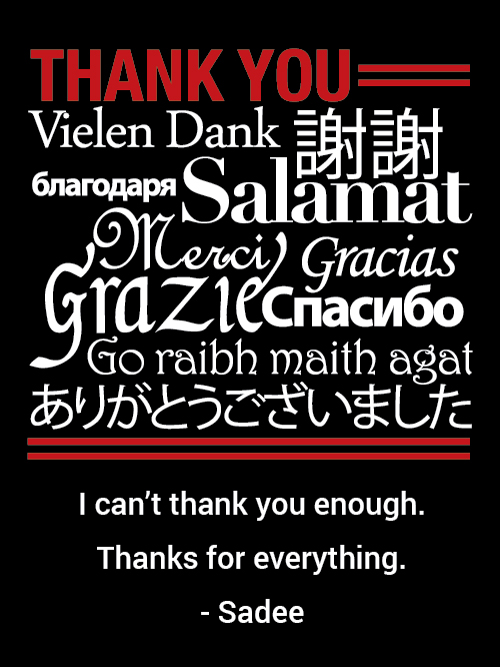 THANK YOU
Vielen Dank 謝謝
благодаря Salamat
Merci Gracias
Grazie Спасибо
Go raibh maith agat
ありがとうございました
I can't thank you enough.
Thanks for everything.
- Sadee